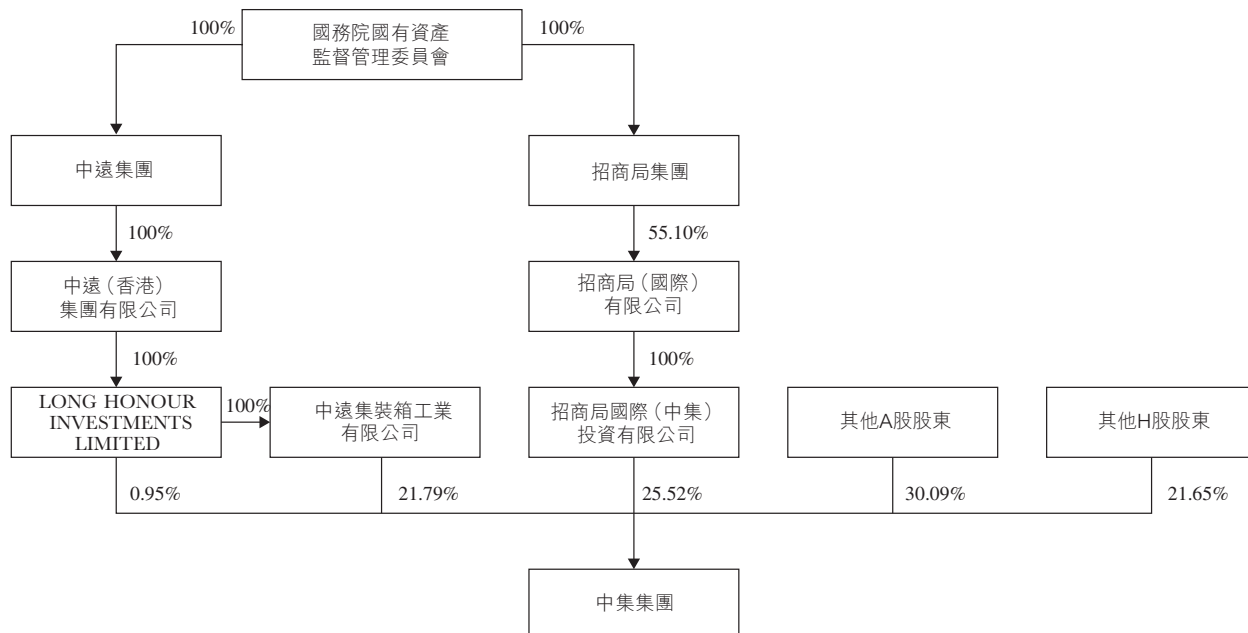 100%
國務院國有資產
監督管理委員會
100%
中遠集團
招商局集團
100%
55.10%
中遠（香港）
集團有限公司
招商局（國際）
有限公司
100%
100%
LONG HONOUR
INVESTMENTS
LIMITED
100%
中遠集裝箱工業
有限公司
招商局國際（中集）
投資有限公司
其他A股股東
其他H股股東
0.95%
21.79%
25.52%
30.09%
21.65%
中集集團